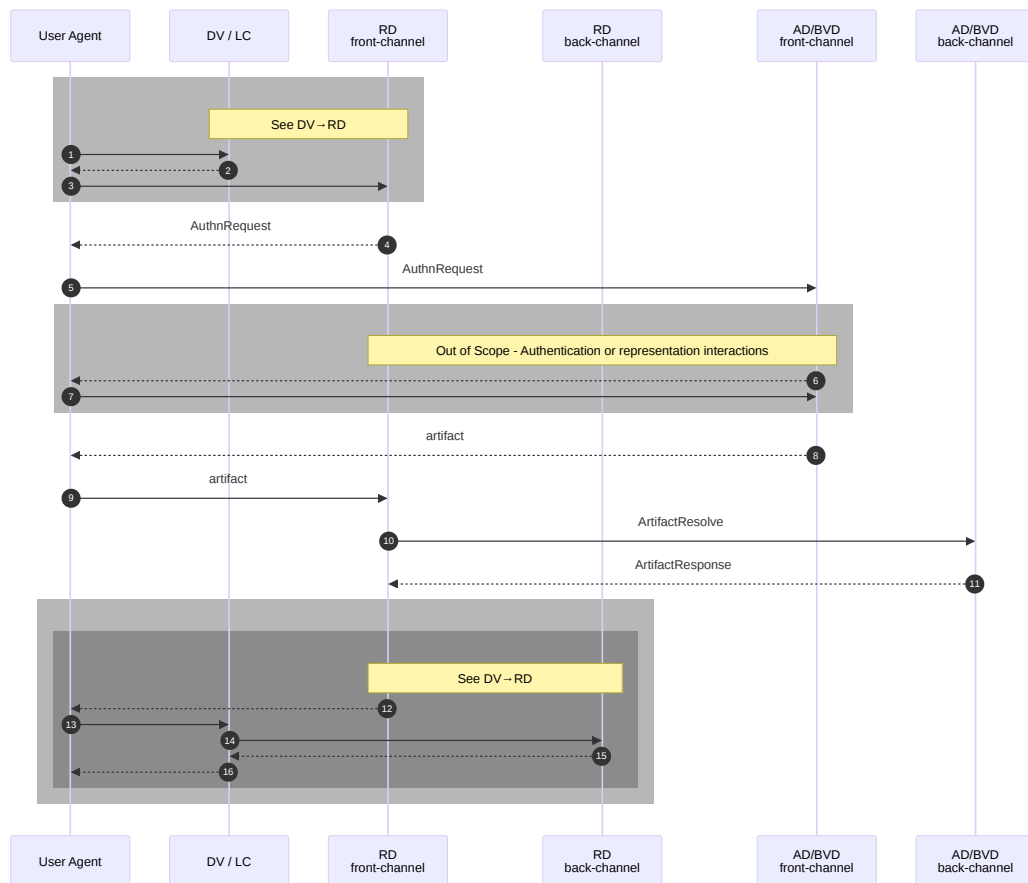 User Agent
DV / LC
RD
front-channel
RD
back-channel
AD/BVD
front-channel
AD/BVD
back-channel
See DV→RD
1
2
3
AuthnRequest
4
AuthnRequest
5
Out of Scope - Authentication or representation interactions
6
7
artifact
8
artifact
9
ArtifactResolve
10
ArtifactResponse
11
See DV→RD
12
13
14
15
16
User Agent
DV / LC
RD
front-channel
RD
back-channel
AD/BVD
front-channel
AD/BVD
back-channel